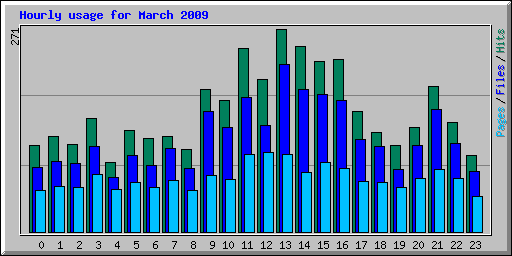 Hourly usage for March 2009
271
Pages / Files / Hits
0 1 2 3 4 5 6 7 8 9 10 11 12 13 14 15 16 17 18 19 20 21 22 23